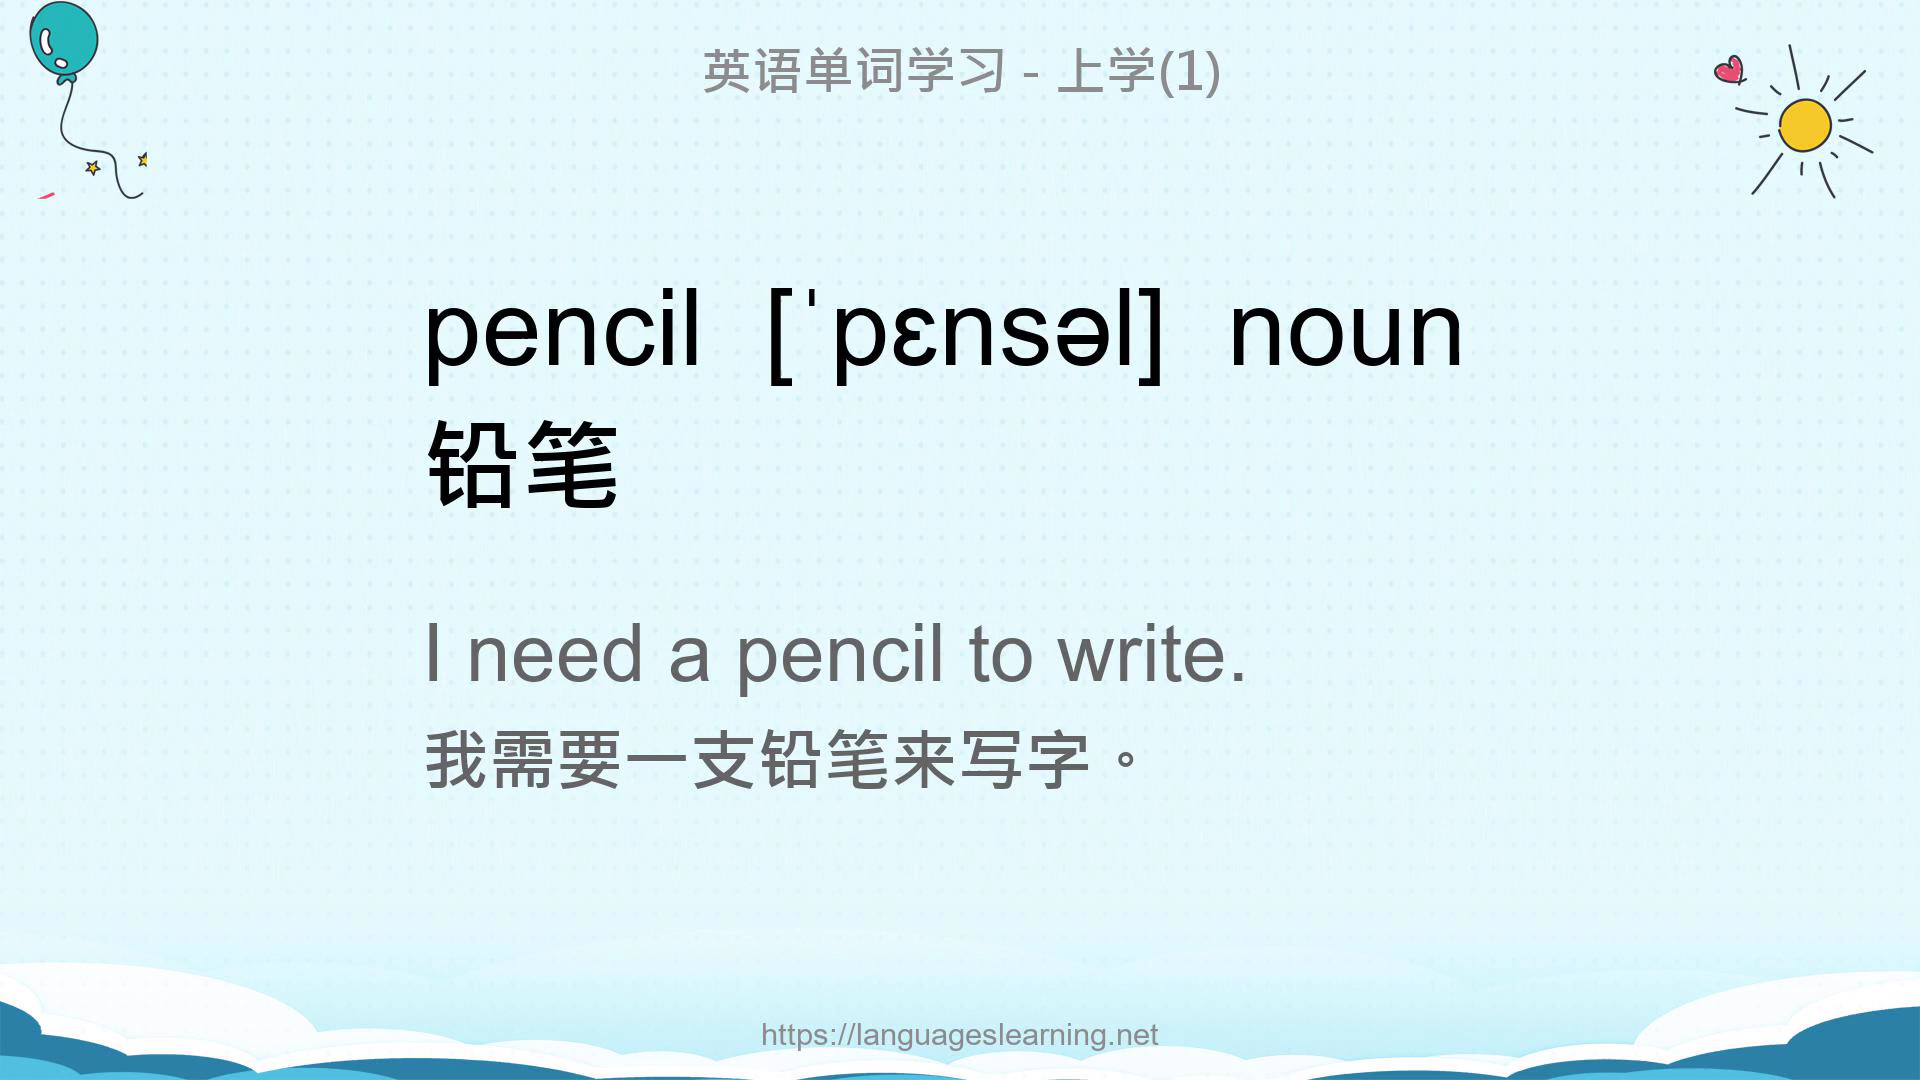 英语单词学习 - 上学(1)
pencil [ˈpɛnsəl] noun
铅笔
I need a pencil to write.
我需要一支铅笔来写字。
https://languageslearning.net